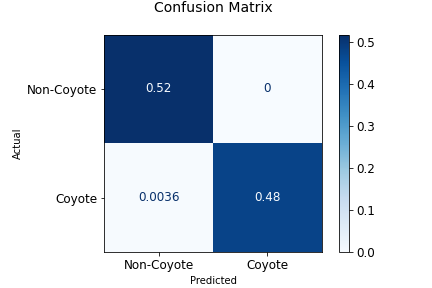 Confusion Matrix
Actual
Non-Coyote
0.52
0
Coyote
0.0036
0.48
Non-Coyote
Coyote
Predicted
0.5
0.4
0.3
0.2
0.1
0.0